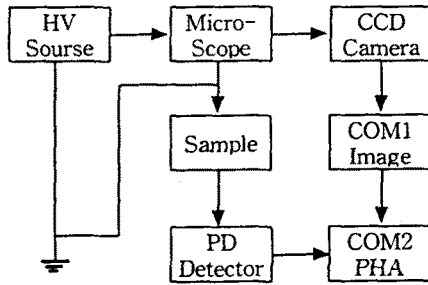 HV
Sourse
Micro-
Scope
CCD
Camera
Sample
COM1
Image
PD
Detector
COM2
PHA